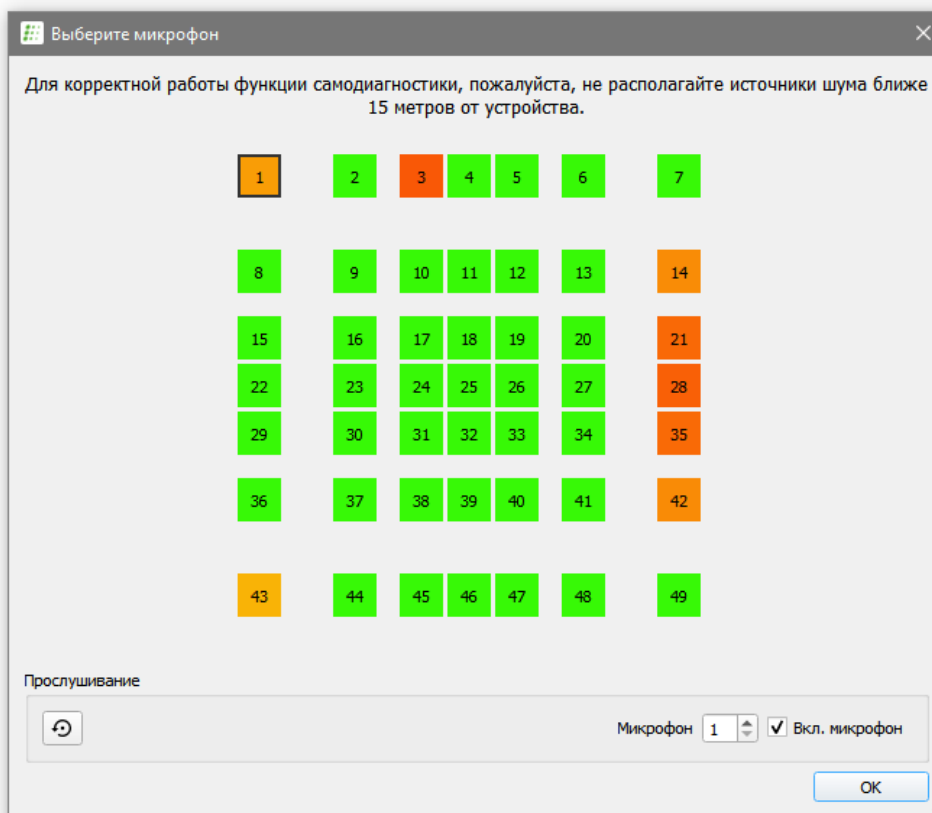 Выберите микрофон
Для корректной работы функции самодиагностики, пожалуйста, не располагайте источники шума ближе
15 метров от устройства.
1 2 3 4 5 6 7
8 9 10 11 12 13 14
15 16 17 18 19 20 21
22 23 24 25 26 27 28
29 30 31 32 33 34 35
36 37 38 39 40 41 42
43 44 45 46 47 48 49
Прослушивание
Микрофон 1 Вкл. микрофон
OK